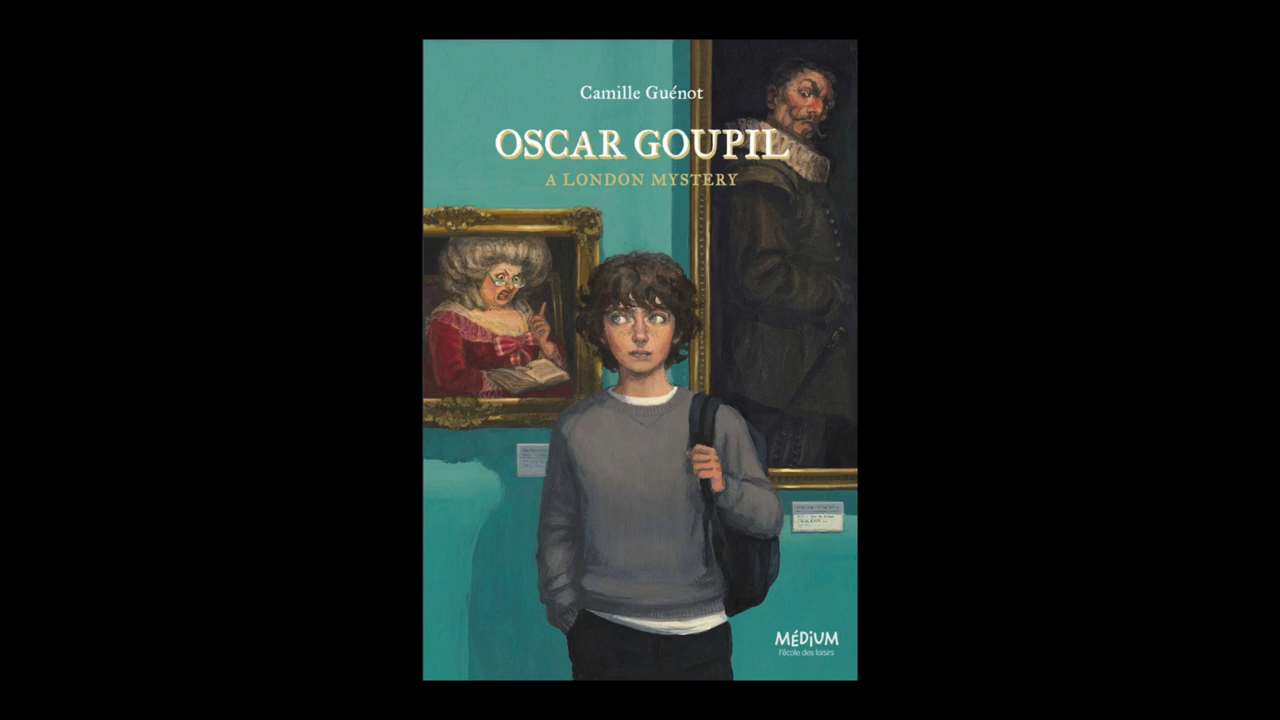 Camille Guénot
OSCAR GOUPIL
A LONDON MYSTERY
MÉDIUM
l'école des loisirs